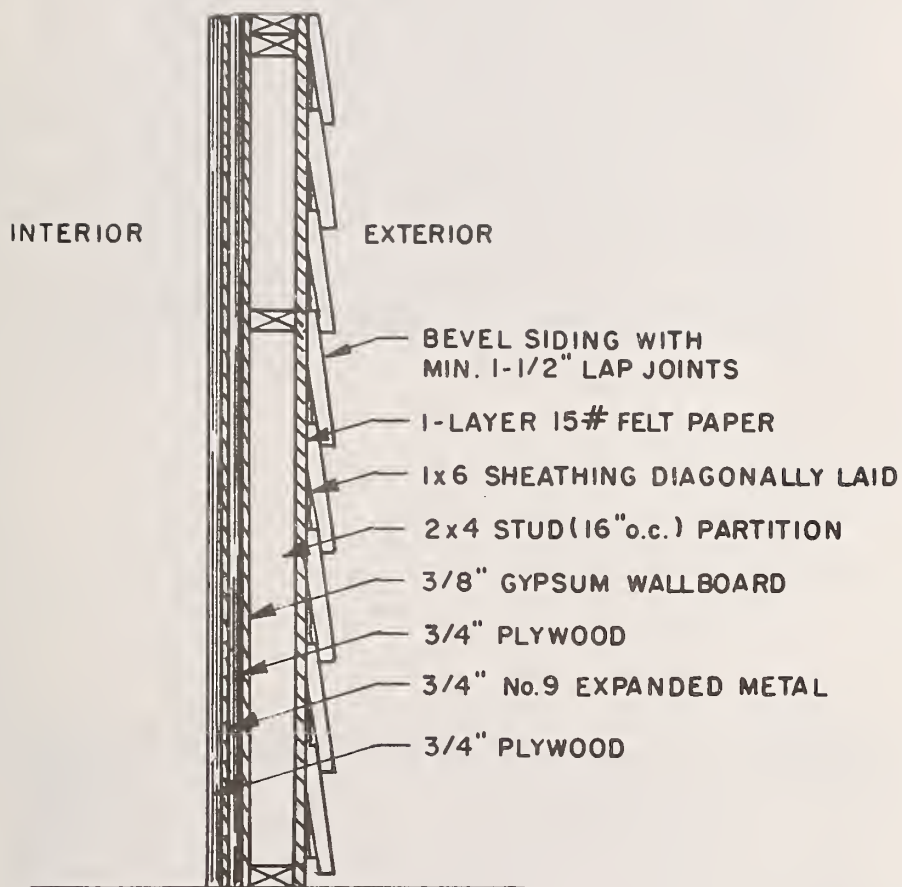 INTERIOR
EXTERIOR
BEVEL SIDING WITH
MIN. 1-1/2" LAP JOINTS
1-LAYER 15# FELT PAPER
1x6 SHEATHING DIAGONALLY LAID
2x4 STUD(16"o.c.) PARTITION
3/8" GYPSUM WALLBOARD
3/4" PLYWOOD
3/4" No.9 EXPANDED METAL
3/4" PLYWOOD